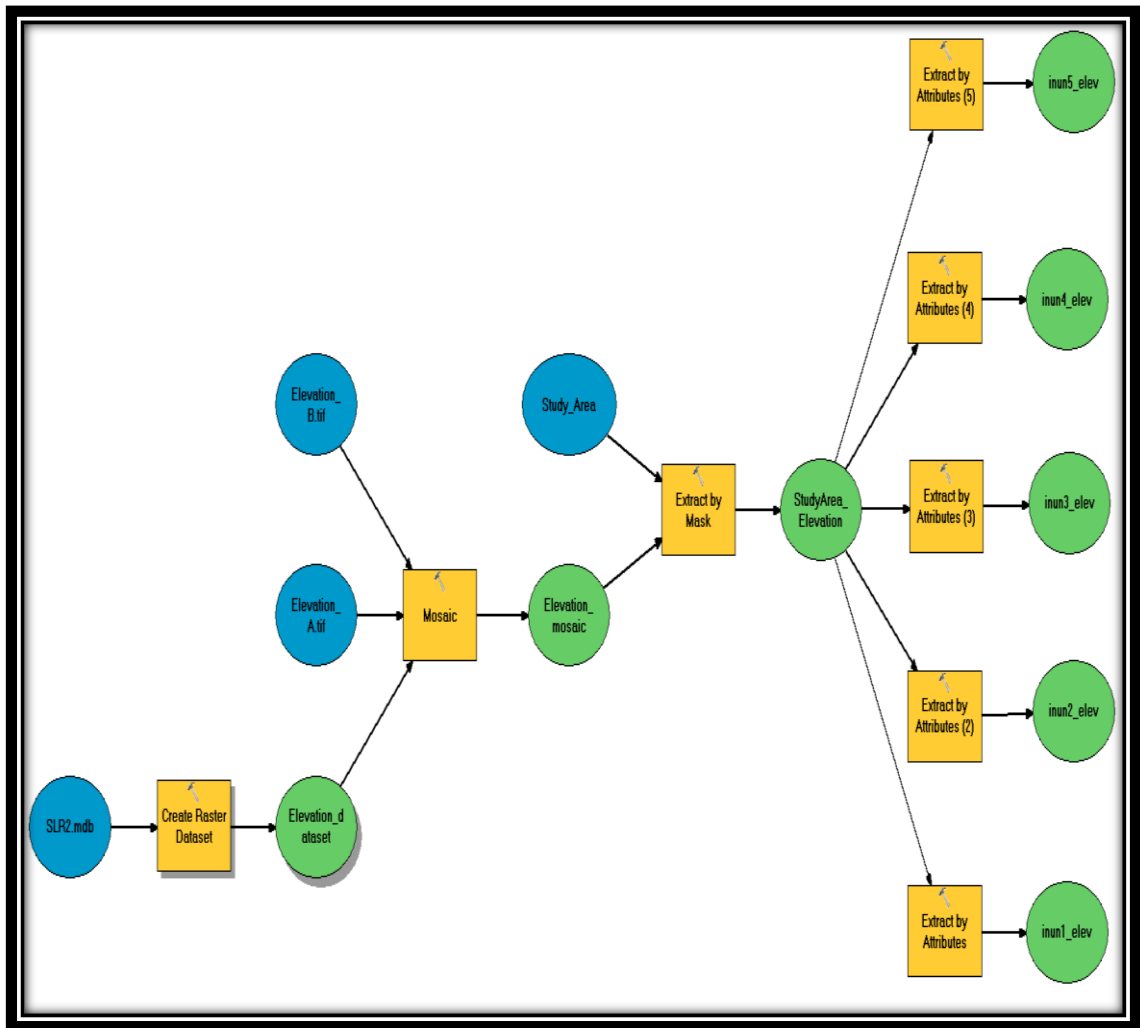 Extract by
Attributes (5)
inun5_elev
Extract by
Attributes (4)
inun4_elev
Elevation_
B.tif
Study_Area
Extract by
Mask
StudyArea_
Elevation
Extract by
Attributes (3)
inun3_elev
Elevation_
A.tif
Mosaic
Elevation_
mosaic
Extract by
Attributes (2)
inun2_elev
SLR2.mdb
Create Raster
Dataset
Elevation_d
ataset
Extract by
Attributes
inun1_elev